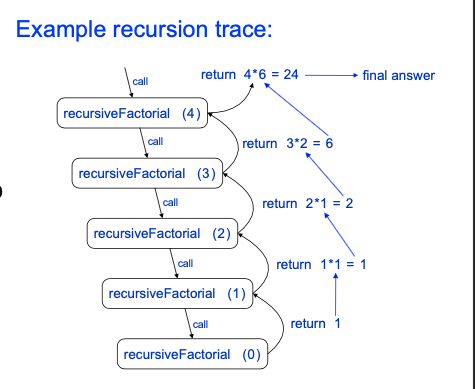 Example recursion trace:
return 4*6 = 24
final answer
call
recursiveFactorial (4)
call
return 3*2 = 6
recursiveFactorial (3)
call
return 2*1 = 2
recursiveFactorial (2)
call
return 1*1 = 1
recursiveFactorial (1)
call
return 1
recursiveFactorial (0)